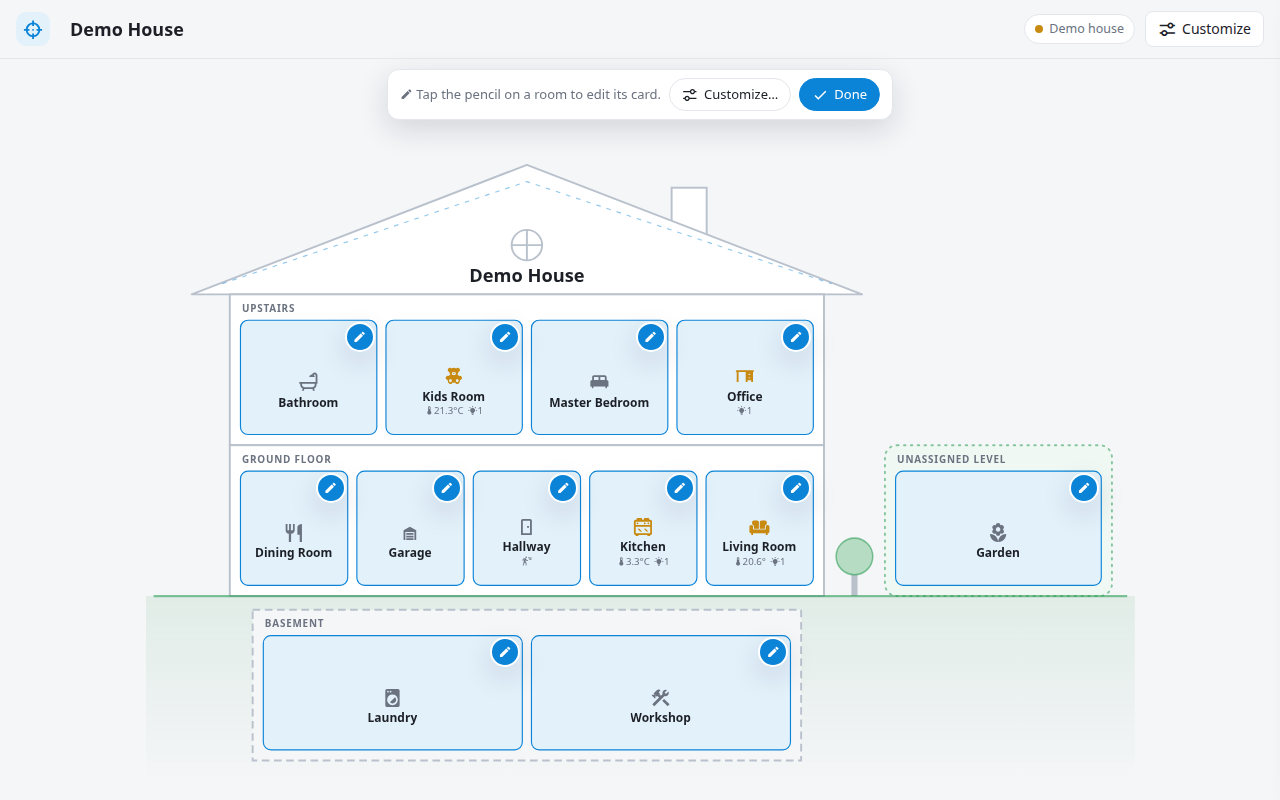 Demo House
Demo house
Customize
Tap the pencil on a room to edit its card.
Customize...
Done
Demo House
UPSTAIRS
Bathroom
Kids Room
21.3°C 1
Master Bedroom
Office
1
GROUND FLOOR
Dining Room
Garage
Hallway
Kitchen
3.3°C 1
Living Room
20.6° 1
UNASSIGNED LEVEL
Garden
BASEMENT
Laundry
Workshop